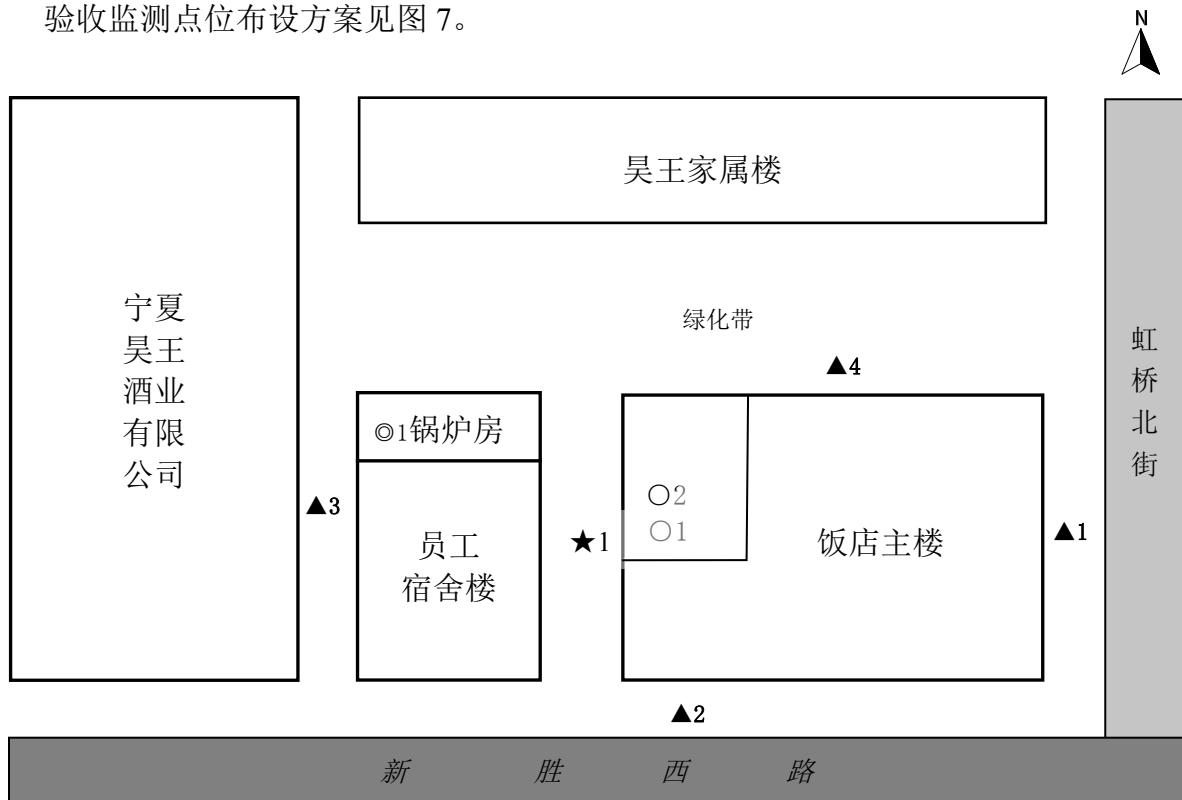 验收监测点位布设方案见图 7。
N
昊王家属楼
宁夏
昊王
酒业
有限
公司
绿化带
▲4
虹
桥
北
街
◎1锅炉房
▲3
○2
○1
★1
员工
宿舍楼
饭店主楼
▲1
▲2
新 胜 西 路